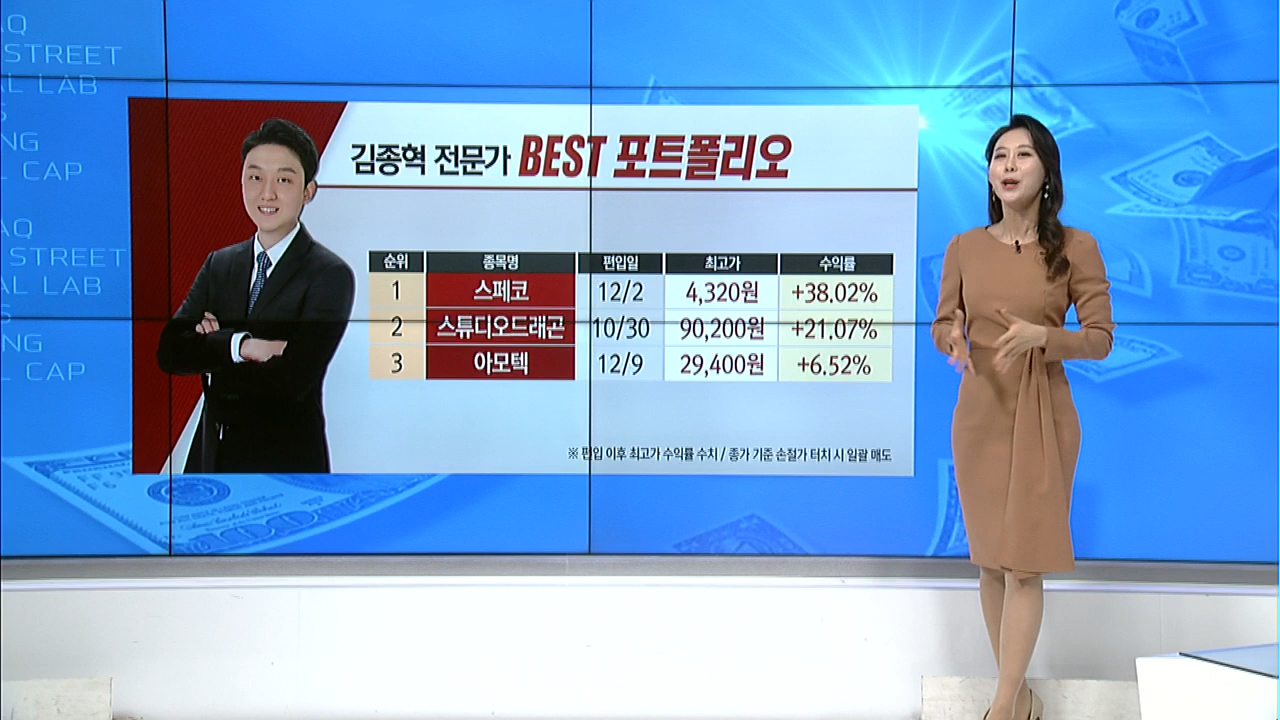 AQ
STREET
AL LAB
S
NG
L CAP
AQ
STREET
AL LAB
S
NG
L CAP
김종혁 전문가 BEST 포트폴리오
순위 종목명 편입일 최고가 수익률
1 스페코 12/2 4,320원 +38.02%
2 스튜디오드래곤 10/30 90,200원 +21.07%
3 아모텍 12/9 29,400원 +6.52%
※ 편입 이후 최고가 수익률 수치 / 종가 기준 손절가 터치 시 일괄 매도